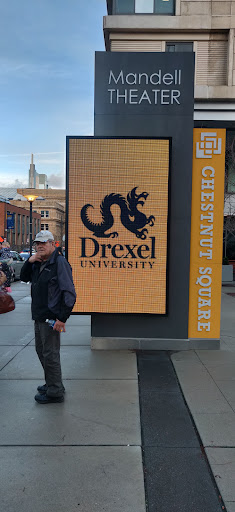 Mandell
THEATER
Drexel
UNIVERSITY
CHESTNUT SQUARE